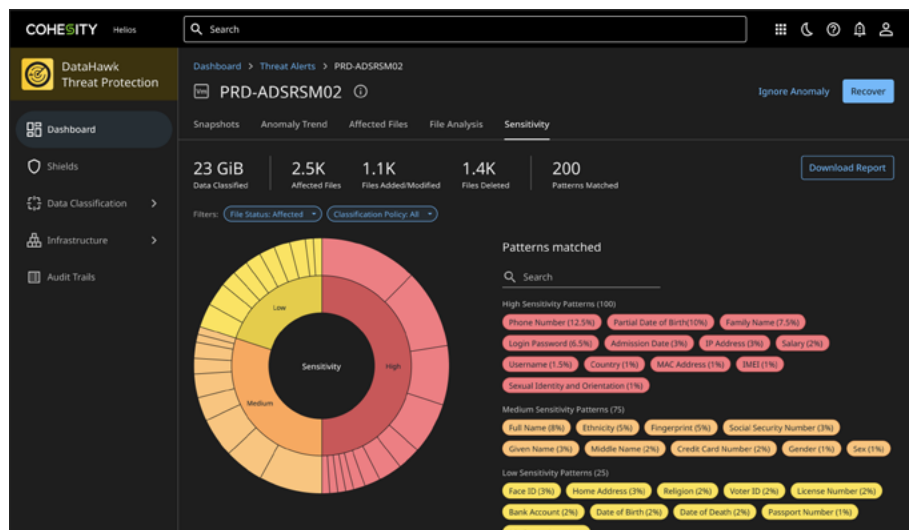 COHESITY Helios
Search
DataHawk
Threat Protection
Dashboard
Shields
Data Classification
Infrastructure
Audit Trails
Dashboard > Threat Alerts > PRD-ADSRSM02
Vm PRD-ADSRSM02
Ignore Anomaly Recover
Snapshots Anomaly Trend Affected Files File Analysis Sensitivity
23 GiB 2.5K 1.1K 1.4K 200
Data Classified Affected Files Files Added/Modified Files Deleted Patterns Matched
Download Report
Filters: File Status: Affected Classification Policy: All
Low
Sensitivity
High
Medium
Patterns matched
Search
High Sensitivity Patterns (100)
Phone Number (12.5%) Partial Date of Birth(10%) Family Name (7.5%)
Login Password (6.5%) Admission Date (3%) IP Address (3%) Salary (2%)
Username (1.5%) Country (1%) MAC Address (1%) IMEI (1%)
Sexual Identity and Orientation (1%)
Medium Sensitivity Patterns (75)
Full Name (8%) Ethnicity (5%) Fingerprint (5%) Social Security Number (3%)
Given Name (3%) Middle Name (2%) Credit Card Number (2%) Gender (1%) Sex (1%)
Low Sensitivity Patterns (25)
Face ID (3%) Home Address (3%) Religion (2%) Voter ID (2%) License Number (2%)
Bank Account (2%) Date of Birth (2%) Date of Death (2%) Passport Number (1%)